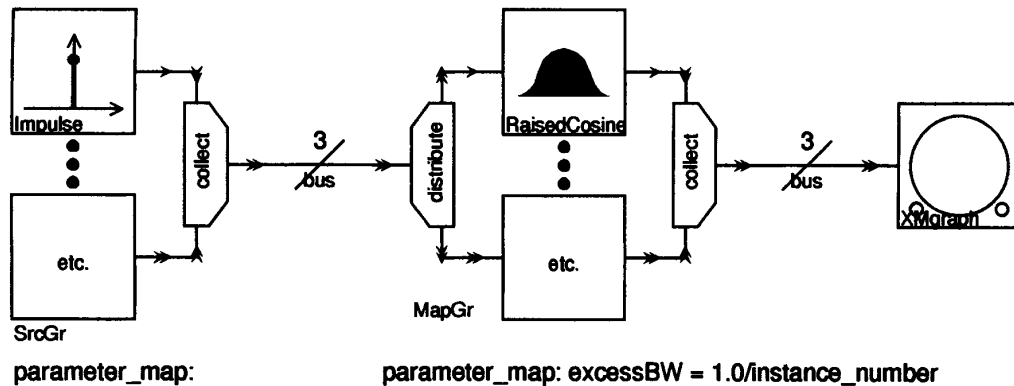 Impulse
etc.
SrcGr
collect
3
bus
distribute
RaisedCosine
etc.
MapGr
collect
3
bus
XMgraph
parameter_map:
parameter_map: excessBW = 1.0/instance_number